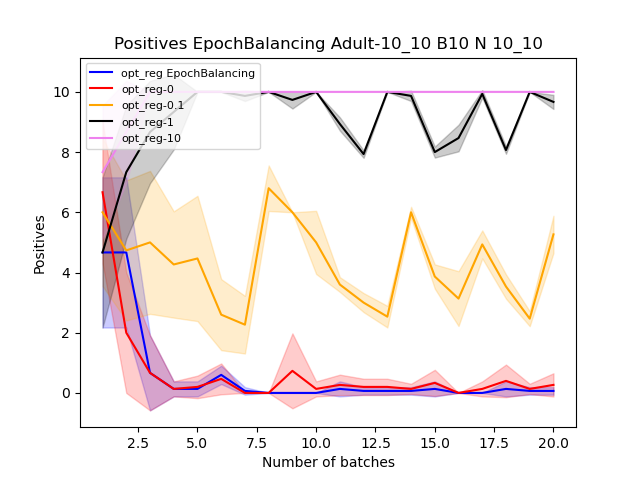 Positives EpochBalancing Adult-10_10 B10 N 10_10
opt_reg EpochBalancing
opt_reg-0
opt_reg-0.1
opt_reg-1
opt_reg-10
Positives
10
8
6
4
2
0
2.5 5.0 7.5 10.0 12.5 15.0 17.5 20.0
Number of batches